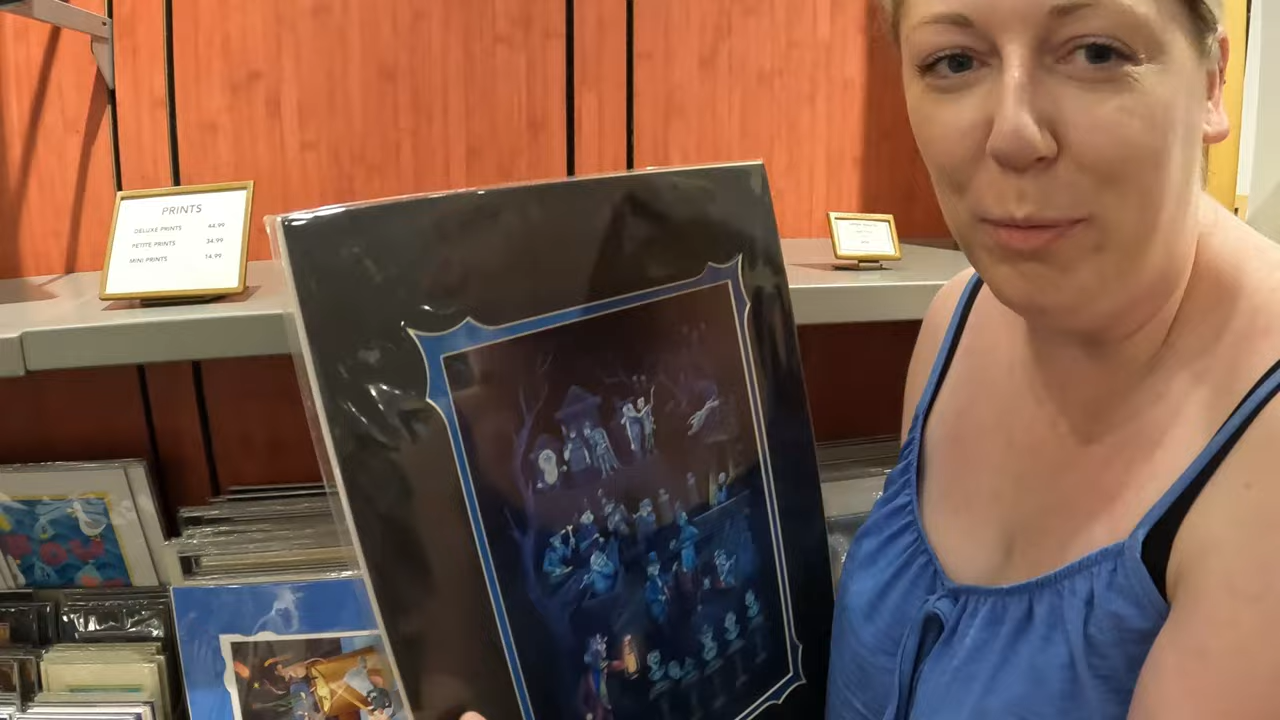 PRINTS
DELUXE PRINTS 44.99
PETITE PRINTS 34.99
MINI PRINTS 14.99